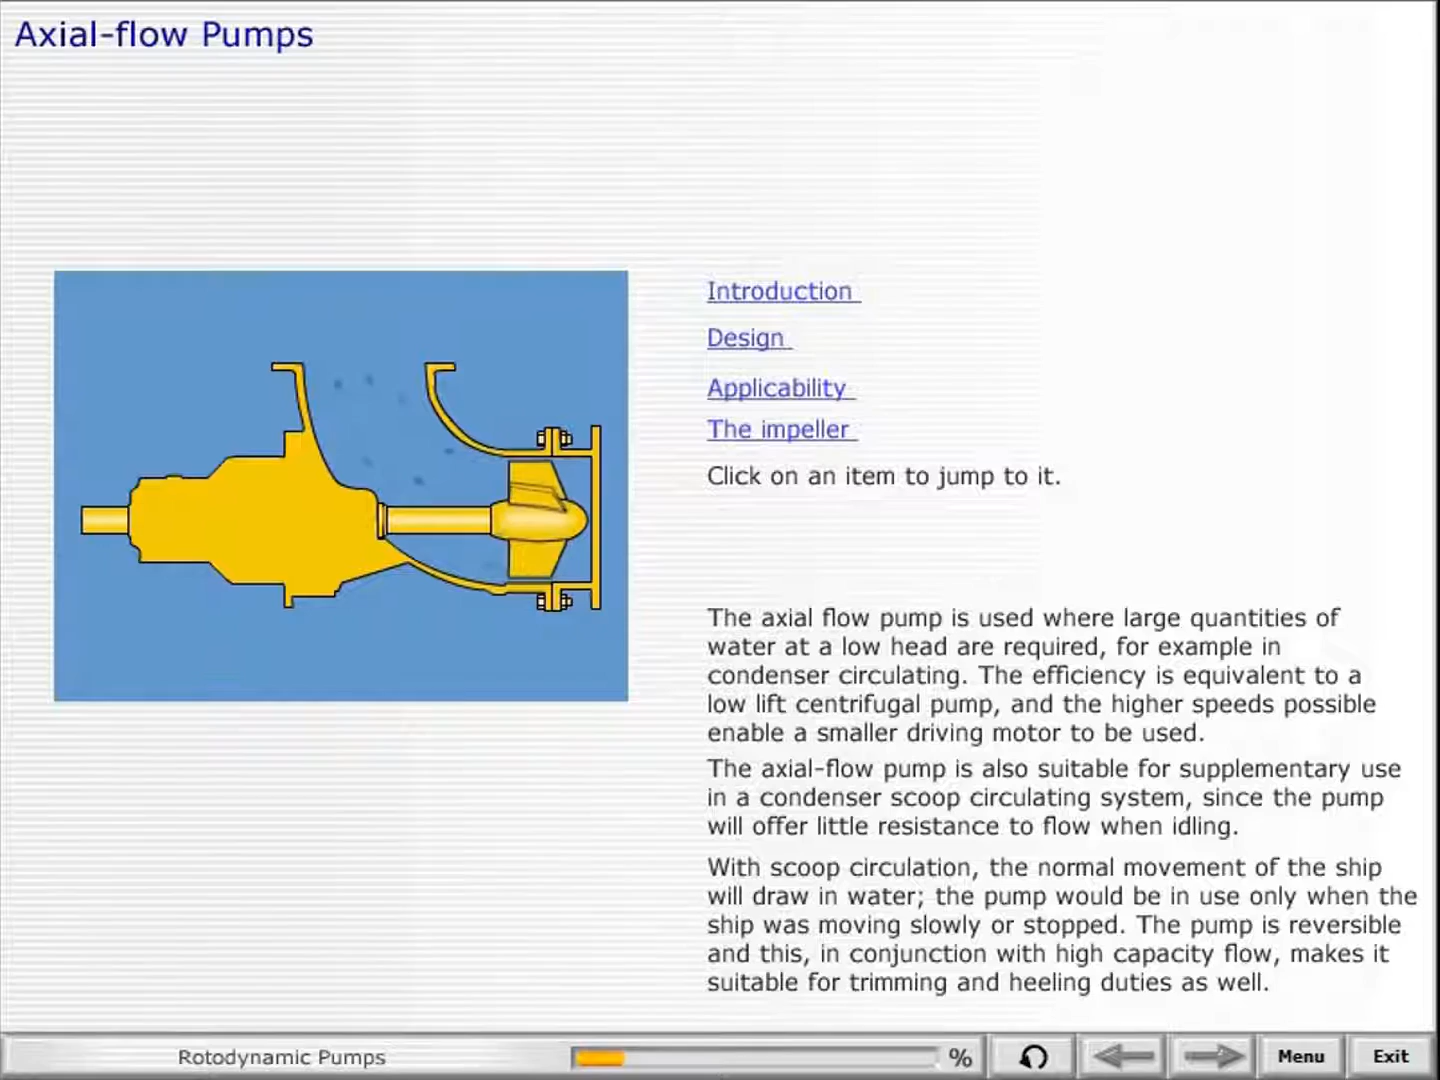 Axial-flow Pumps
Introduction
Design
Applicability
The impeller
Click on an item to jump to it.
The axial flow pump is used where large quantities of
water at a low head are required, for example in
condenser circulating. The efficiency is equivalent to a
low lift centrifugal pump, and the higher speeds possible
enable a smaller driving motor to be used.
The axial-flow pump is also suitable for supplementary use
in a condenser scoop circulating system, since the pump
will offer little resistance to flow when idling.
With scoop circulation, the normal movement of the ship
will draw in water; the pump would be in use only when the
ship was moving slowly or stopped. The pump is reversible
and this, in conjunction with high capacity flow, makes it
suitable for trimming and heeling duties as well.
Rotodynamic Pumps
%
Menu
Exit